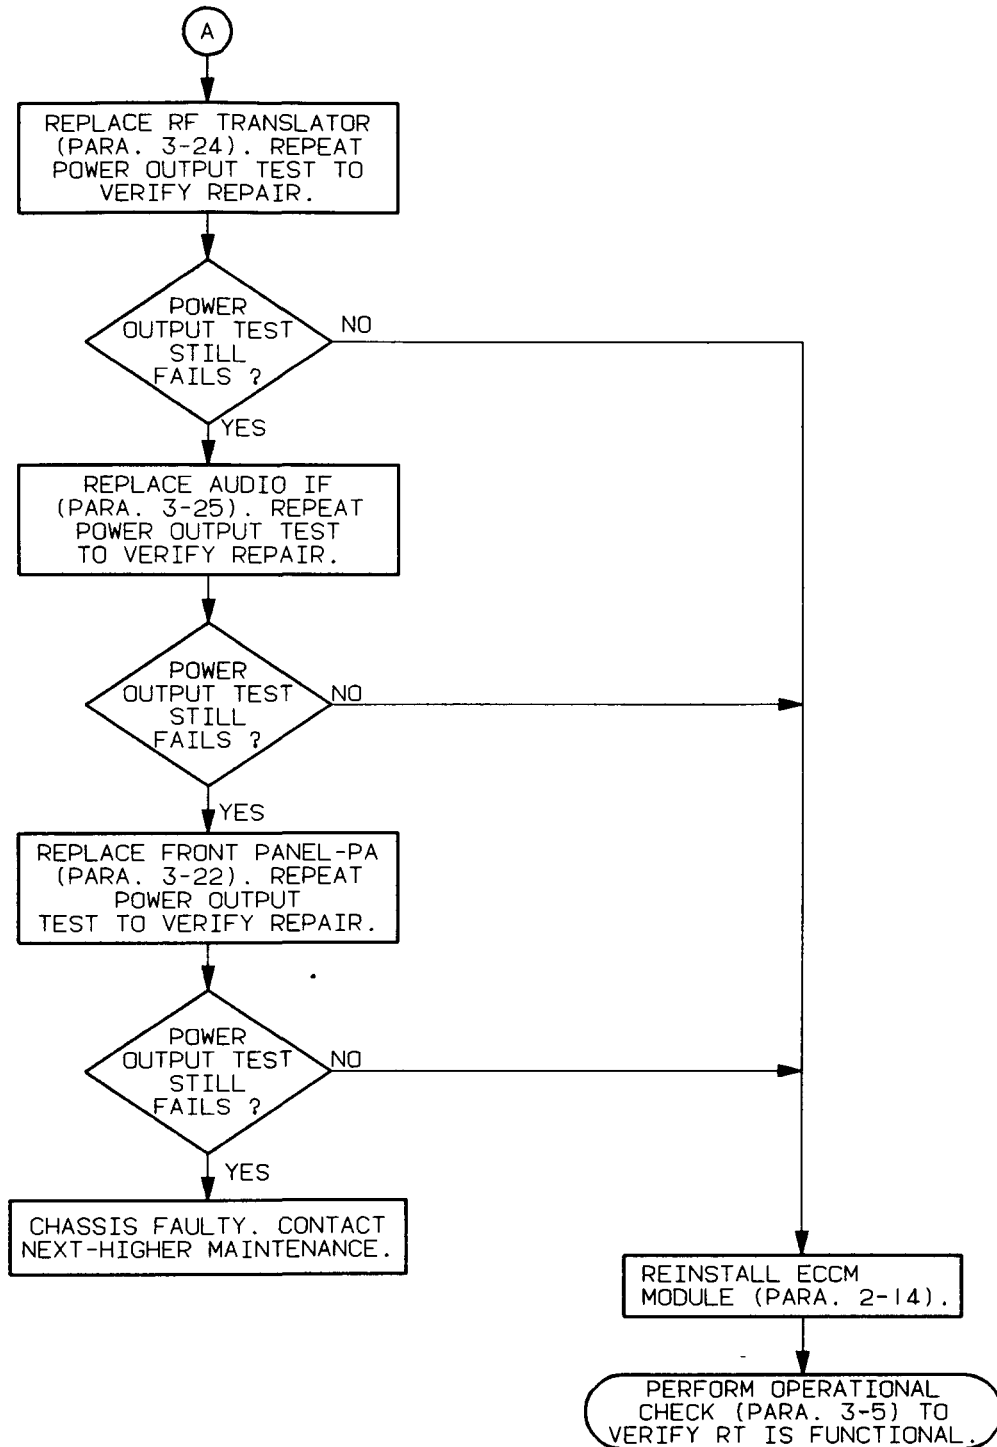 A
REPLACE RF TRANSLATOR
(PARA. 3-24). REPEAT
POWER OUTPUT TEST TO
VERIFY REPAIR.
POWER
OUTPUT TEST
STILL
FAILS ?
NO
YES
REPLACE AUDIO IF
(PARA. 3-25). REPEAT
POWER OUTPUT TEST
TO VERIFY REPAIR.
POWER
OUTPUT TEST
STILL
FAILS ?
NO
YES
REPLACE FRONT PANEL-PA
(PARA. 3-22). REPEAT
POWER OUTPUT
TEST TO VERIFY REPAIR.
POWER
OUTPUT TEST
STILL
FAILS ?
NO
YES
CHASSIS FAULTY. CONTACT
NEXT-HIGHER MAINTENANCE.
REINSTALL ECCM
MODULE (PARA. 2-14).
PERFORM OPERATIONAL
CHECK (PARA. 3-5) TO
VERIFY RT IS FUNCTIONAL.